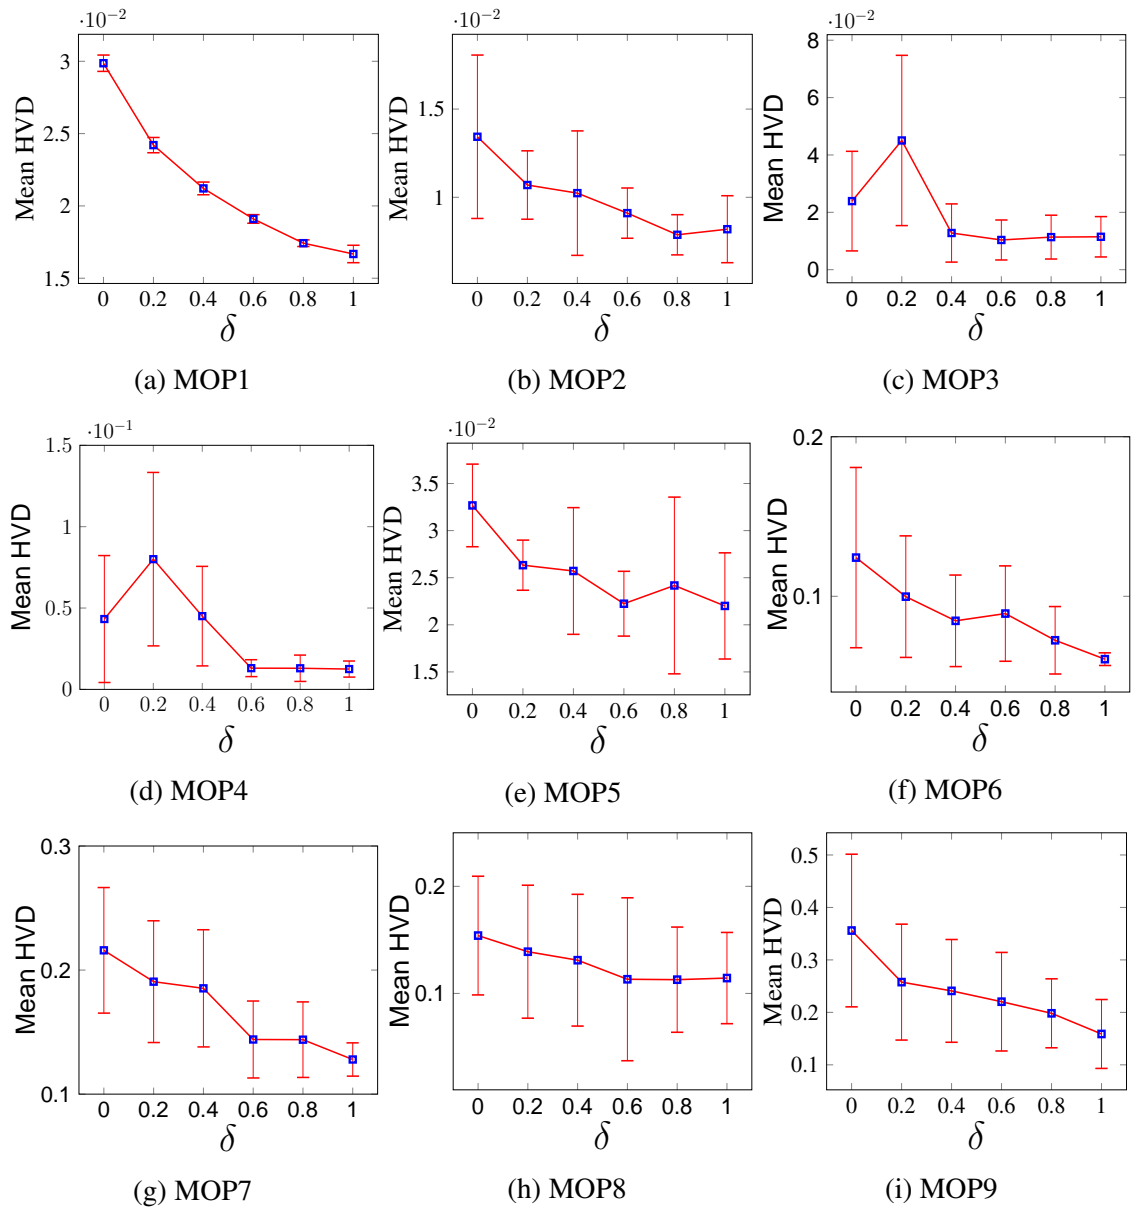 ·10−2
3
2.5
2
1.5
Mean HVD
0 0.2 0.4 0.6 0.8 1
δ
(a) MOP1
·10−2
1.5
1
Mean HVD
0 0.2 0.4 0.6 0.8 1
δ
(b) MOP2
·10−2
8
6
4
2
0
Mean HVD
0 0.2 0.4 0.6 0.8 1
δ
(c) MOP3
·10−1
1.5
1
0.5
0
Mean HVD
0 0.2 0.4 0.6 0.8 1
δ
(d) MOP4
·10−2
3.5
3
2.5
2
1.5
Mean HVD
0 0.2 0.4 0.6 0.8 1
δ
(e) MOP5
0.2
0.1
Mean HVD
0 0.2 0.4 0.6 0.8 1
δ
(f) MOP6
0.3
0.2
0.1
Mean HVD
0 0.2 0.4 0.6 0.8 1
δ
(g) MOP7
0.2
0.1
Mean HVD
0 0.2 0.4 0.6 0.8 1
δ
(h) MOP8
0.5
0.4
0.3
0.2
0.1
Mean HVD
0 0.2 0.4 0.6 0.8 1
δ
(i) MOP9